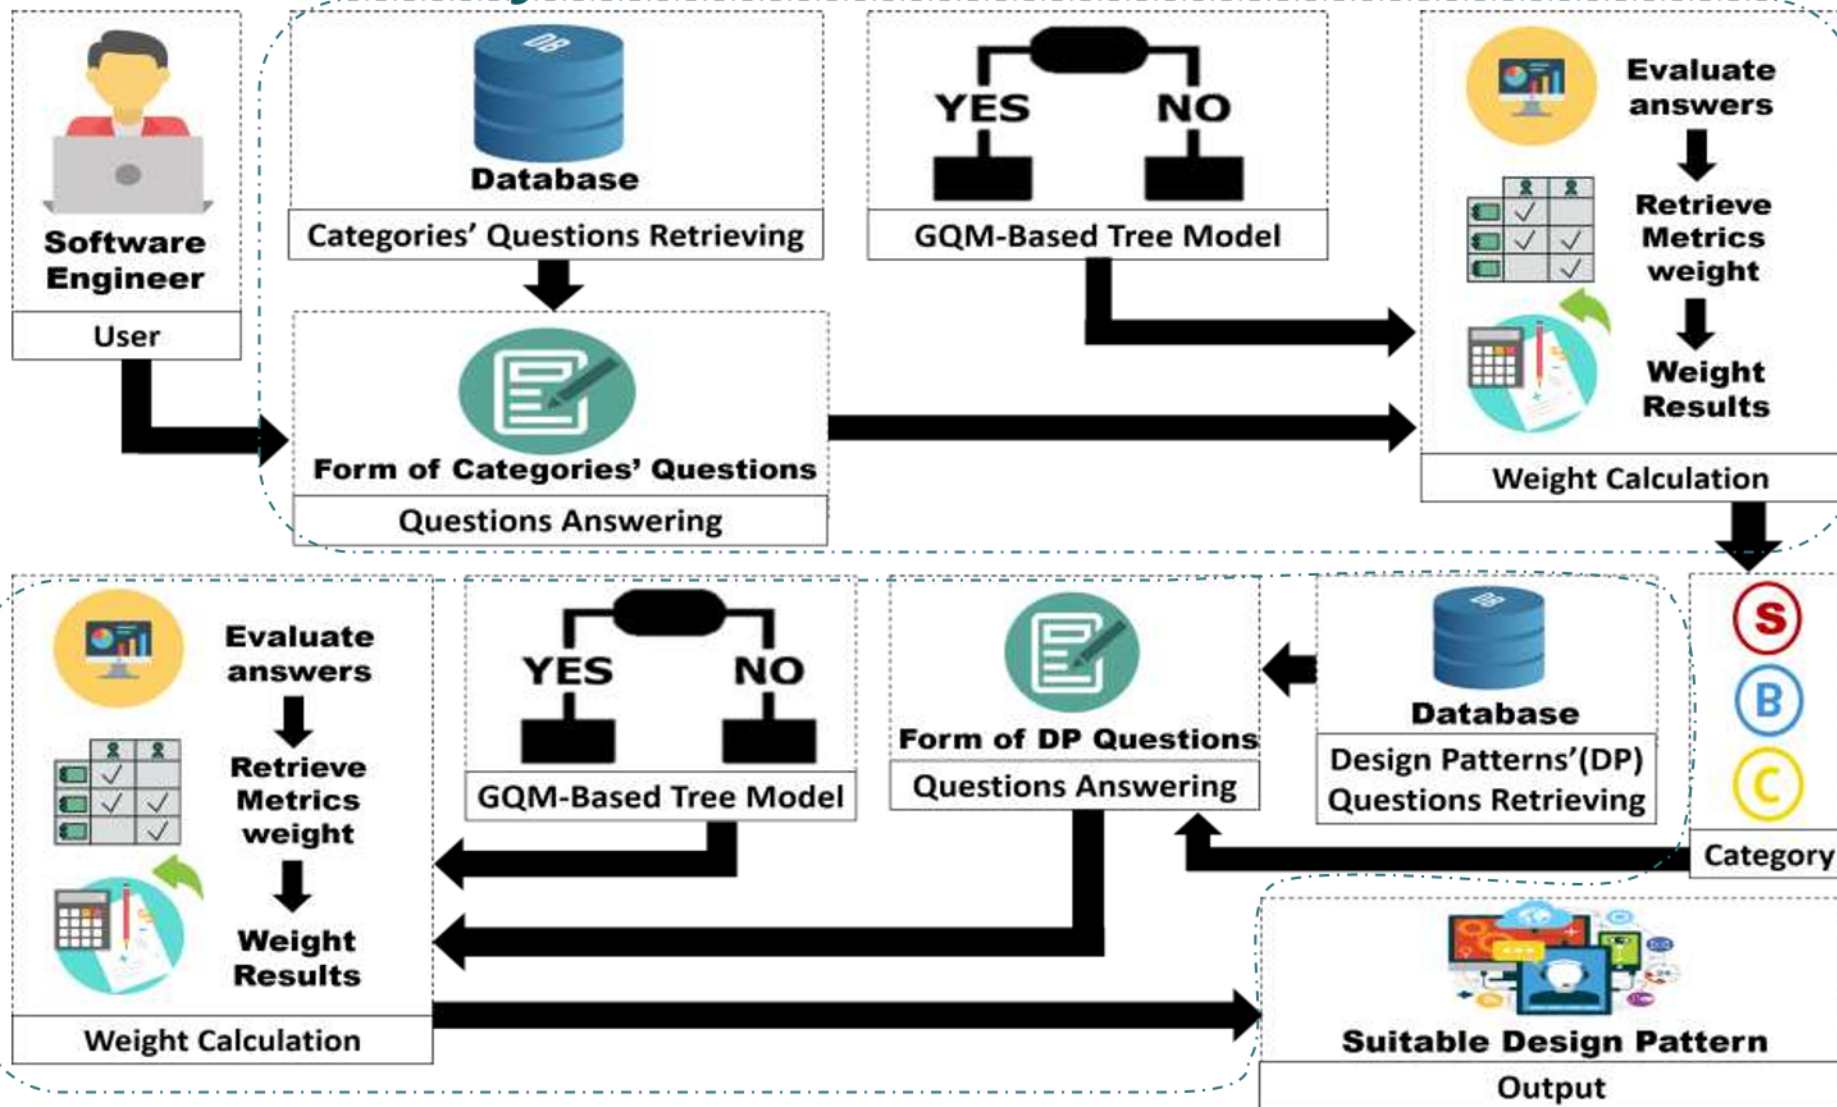 Software
Engineer
User
DB
Database
Categories’ Questions Retrieving
YES
NO
GQM-Based Tree Model
Evaluate
answers
Retrieve
Metrics
weight
Weight
Results
Weight Calculation
Form of Categories’ Questions
Questions Answering
Evaluate
answers
Retrieve
Metrics
weight
Weight
Results
Weight Calculation
YES
NO
GQM-Based Tree Model
Form of DP Questions
Questions Answering
DB
Database
Design Patterns’(DP)
Questions Retrieving
S
B
C
Category
Suitable Design Pattern
Output